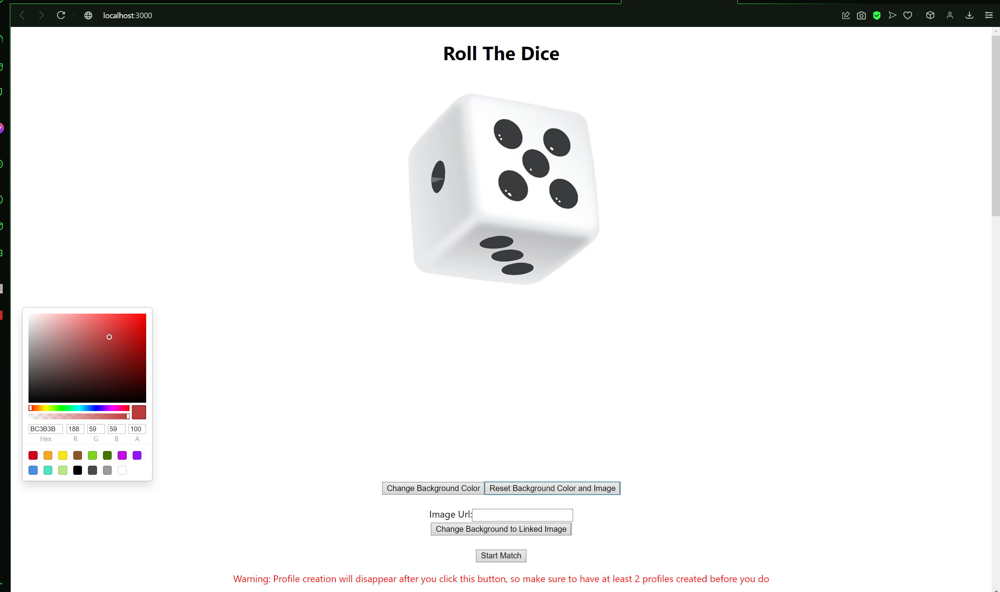 localhost:3000
Roll The Dice
BC3B3B 188 59 59 100
Hex R G B A
Change Background Color Reset Background Color and Image
Image Url:
Change Background to Linked Image
Start Match
Warning: Profile creation will disappear after you click this button, so make sure to have at least 2 profiles created before you do